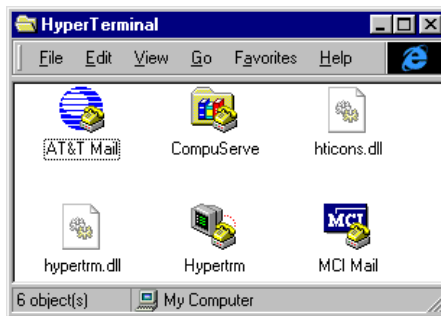 HyperTerminal
File Edit View Go Favorites Help
AT&T Mail CompuServe hticons.dll
MCI
hypertrm.dll Hypertrm MCI Mail
6 object(s) My Computer